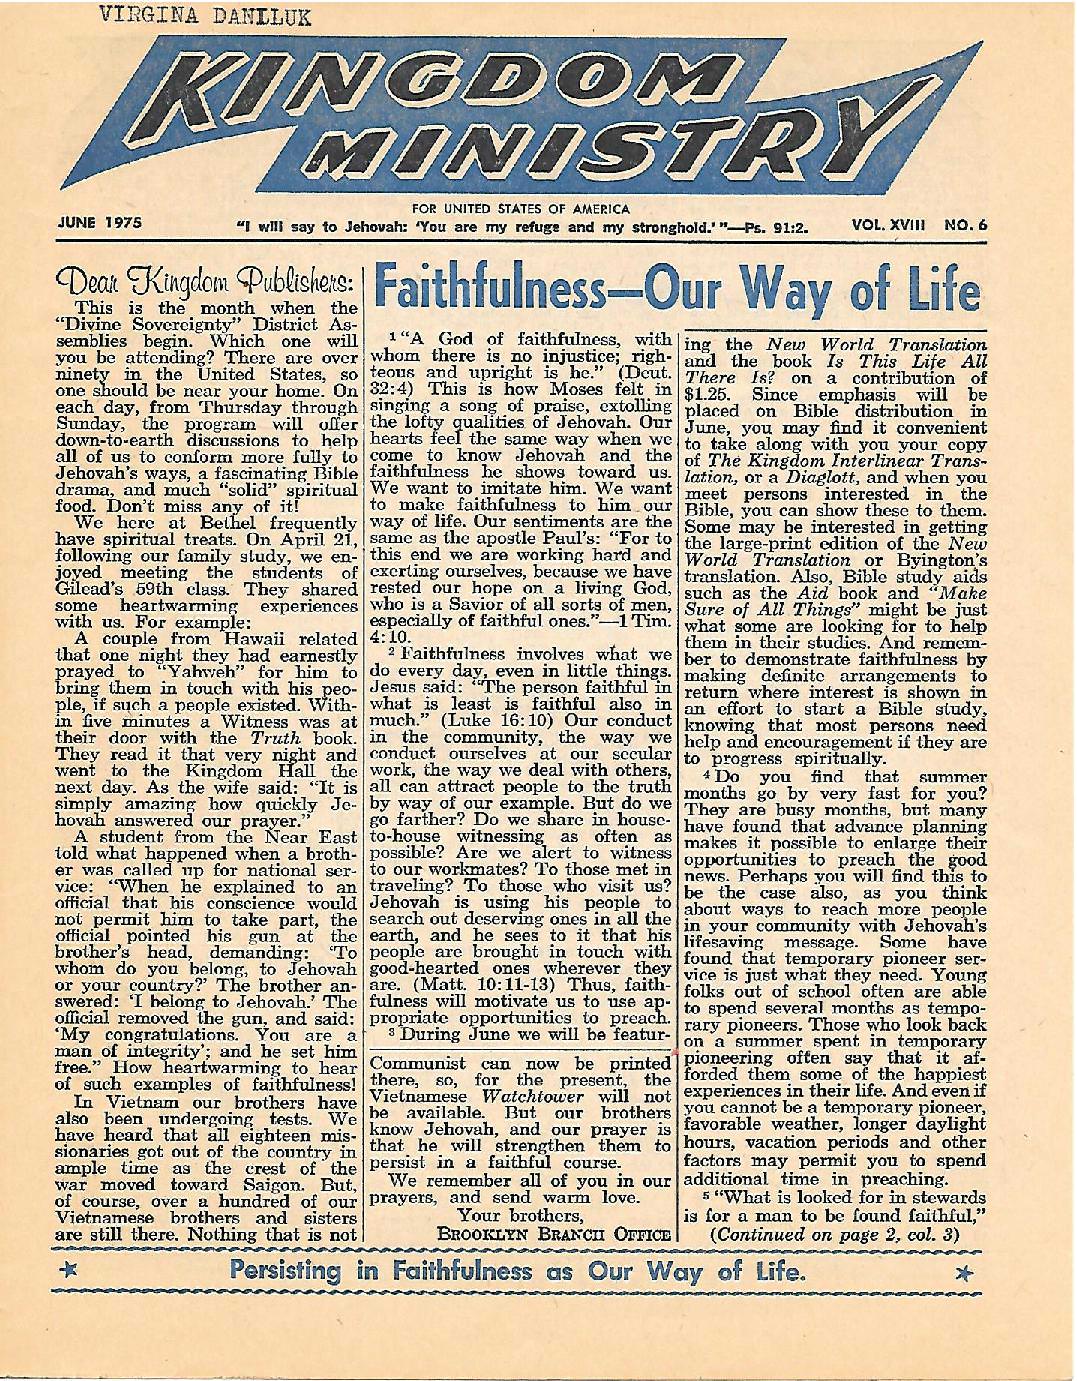 VIRGINA DANLLUK
KINGDOM
MINISTRY
FOR UNITED STATES OF AMERICA
JUNE 1975 "I will say to Jehovah: 'You are my refuge and my stronghold.' "—Ps. 91:2. VOL. XVIII NO. 6
Dear Kingdom Publishers:
This is the month when the
"Divine Sovereignty" District As-
semblies begin. Which one will
you be attending? There are over
ninety in the United States, so
one should be near your home. On
each day, from Thursday through
Sunday, the program will offer
down-to-earth discussions to help
all of us to conform more fully to
Jehovah's ways, a fascinating Bible
drama, and much "solid" spiritual
food. Don't miss any of it!
We here at Bethel frequently
have spiritual treats. On April 21,
following our family study, we en-
joyed meeting the students of
Gilead's 59th class. They shared
some heartwarming experiences
with us. For example:
A couple from Hawaii related
that one night they had earnestly
prayed to "Yahweh" for him to
bring them in touch with his peo-
ple, if such a people existed. With-
in five minutes a Witness was at
their door with the Truth book.
They read it that very night and
went to the Kingdom Hall the
next day. As the wife said: "It is
simply amazing how quickly Je-
hovah answered our prayer."
A student from the Near East
told what happened when a broth-
er was called up for national ser-
vice: "When he explained to an
official that his conscience would
not permit him to take part, the
official pointed his gun at the
brother's head, demanding: 'To
whom do you belong, to Jehovah
or your country?' The brother an-
swered: 'I belong to Jehovah.' The
official removed the gun, and said:
'My congratulations. You are a
man of integrity'; and he set him
free." How heartwarming to hear
of such examples of faithfulness!
In Vietnam our brothers have
also been undergoing tests. We
have heard that all eighteen mis-
sionaries got out of the country in
ample time as the crest of the
war moved toward Saigon. But,
of course, over a hundred of our
Vietnamese brothers and sisters
are still there. Nothing that is not
Communist can now be printed
there, so, for the present, the
Vietnamese Watchtower will not
be available. But our brothers
know Jehovah, and our prayer is
that he will strengthen them to
persist in a faithful course.
We remember all of you in our
prayers, and send warm love.
Your brothers,
BROOKLYN BRANCH OFFICE
Faithfulness—Our Way of Life
1 "A God of faithfulness, with
whom there is no injustice; righ-
teous and upright is he." (Deut.
32:4) This is how Moses felt in
singing a song of praise, extolling
the lofty qualities of Jehovah. Our
hearts feel the same way when we
come to know Jehovah and the
faithfulness he shows toward us.
We want to imitate him. We want
to make faithfulness to him our
way of life. Our sentiments are the
same as the apostle Paul's: "For to
this end we are working hard and
exerting ourselves, because we have
rested our hope on a living God,
who is a Savior of all sorts of men,
especially of faithful ones."—1 Tim.
4:10.
2 Faithfulness involves what we
do every day, even in little things.
Jesus said: "The person faithful in
what is least is faithful also in
much." (Luke 16:10) Our conduct
in the community, the way we
conduct ourselves at our secular
work, the way we deal with others,
all can attract people to the truth
by way of our example. But do we
go farther? Do we share in house-
to-house witnessing as often as
possible? Are we alert to witness
to our workmates? To those met in
traveling? To those who visit us?
Jehovah is using his people to
search out deserving ones in all the
earth, and he sees to it that his
people are brought in touch with
good-hearted ones wherever they
are. (Matt. 10:11-13) Thus, faith-
fulness will motivate us to use ap-
propriate opportunities to preach.
3 During June we will be featur-
ing the New World Translation
and the book Is This Life All
There Is? on a contribution of
$1.25. Since emphasis will be
placed on Bible distribution in
June, you may find it convenient
to take along with you your copy
of The Kingdom Interlinear Trans-
lation, or a Diaglott, and when you
meet persons interested in the
Bible, you can show these to them.
Some may be interested in getting
the large-print edition of the New
World Translation or Byington's
translation. Also, Bible study aids
such as the Aid book and "Make
Sure of All Things" might be just
what some are looking for to help
them in their studies. And remem-
ber to demonstrate faithfulness by
making definite arrangements to
return where interest is shown in
an effort to start a Bible study,
knowing that most persons need
help and encouragement if they are
to progress spiritually.
4 Do you find that summer
months go by very fast for you?
They are busy months, but many
have found that advance planning
makes it possible to enlarge their
opportunities to preach the good
news. Perhaps you will find this to
be the case also, as you think
about ways to reach more people
in your community with Jehovah's
lifesaving message. Some have
found that temporary pioneer ser-
vice is just what they need. Young
folks out of school often are able
to spend several months as tempo-
rary pioneers. Those who look back
on a summer spent in temporary
pioneering often say that it af-
forded them some of the happiest
experiences in their life. And even if
you cannot be a temporary pioneer,
favorable weather, longer daylight
hours, vacation periods and other
factors may permit you to spend
additional time in preaching.
5 "What is looked for in stewards
is for a man to be found faithful,"
(Continued on page 2, col. 3)
Persisting in Faithfulness as Our Way of Life.